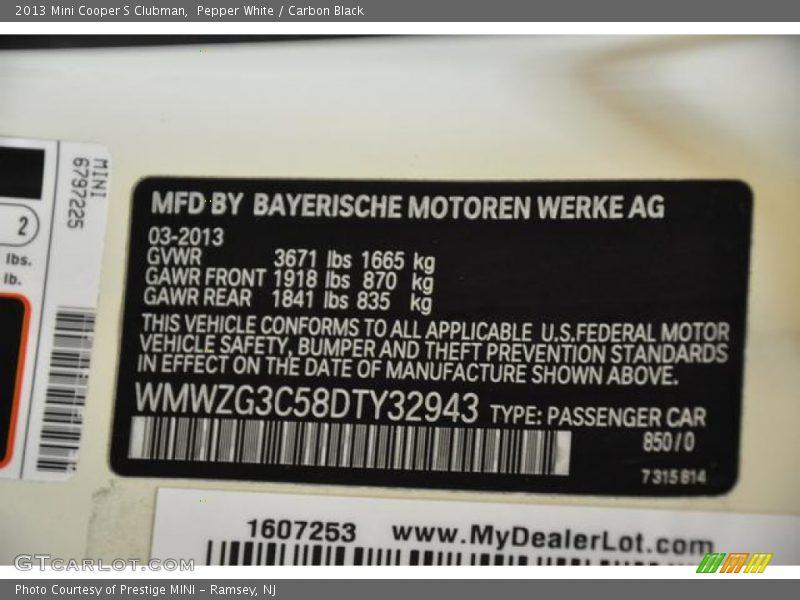 2013 Mini Cooper S Clubman,  Pepper White / Carbon Black
MINI
6797225
2
lbs.
lb.
MFD BY BAYERISCHE MOTOREN WERKE AG
03-2013
GVWR 3671 lbs 1665 kg
GAWR FRONT 1918 lbs 870 kg
GAWR REAR 1841 lbs 835 kg
THIS VEHICLE CONFORMS TO ALL APPLICABLE U.S.FEDERAL MOTOR
VEHICLE SAFETY, BUMPER AND THEFT PREVENTION STANDARDS
IN EFFECT ON THE DATE OF MANUFACTURE SHOWN ABOVE.
WMWZG3C58DTY32943 TYPE: PASSENGER CAR
850/0
7 315 814
1607253 www.MyDealerLot.com
GTCarLot.com
Photo Courtesy of Prestige MINI - Ramsey, NJ